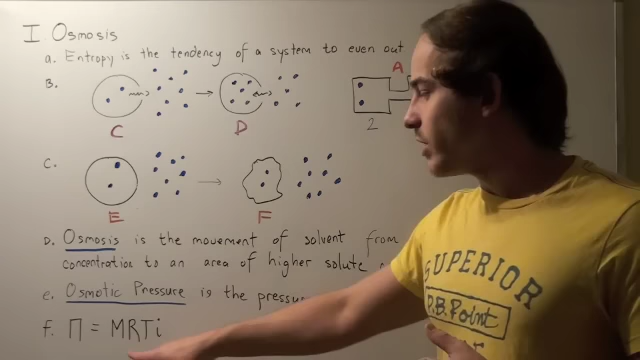 I Osmosis
a. Entropy is the tendency of a system to even out
B.
A
C
D
2
C.
E
F
D. Osmosis is the movement of solvent from
concentration to an area of higher solute
e. Osmotic Pressure is the
f. Π = MRTi
SUPERIOR
P.B. Point